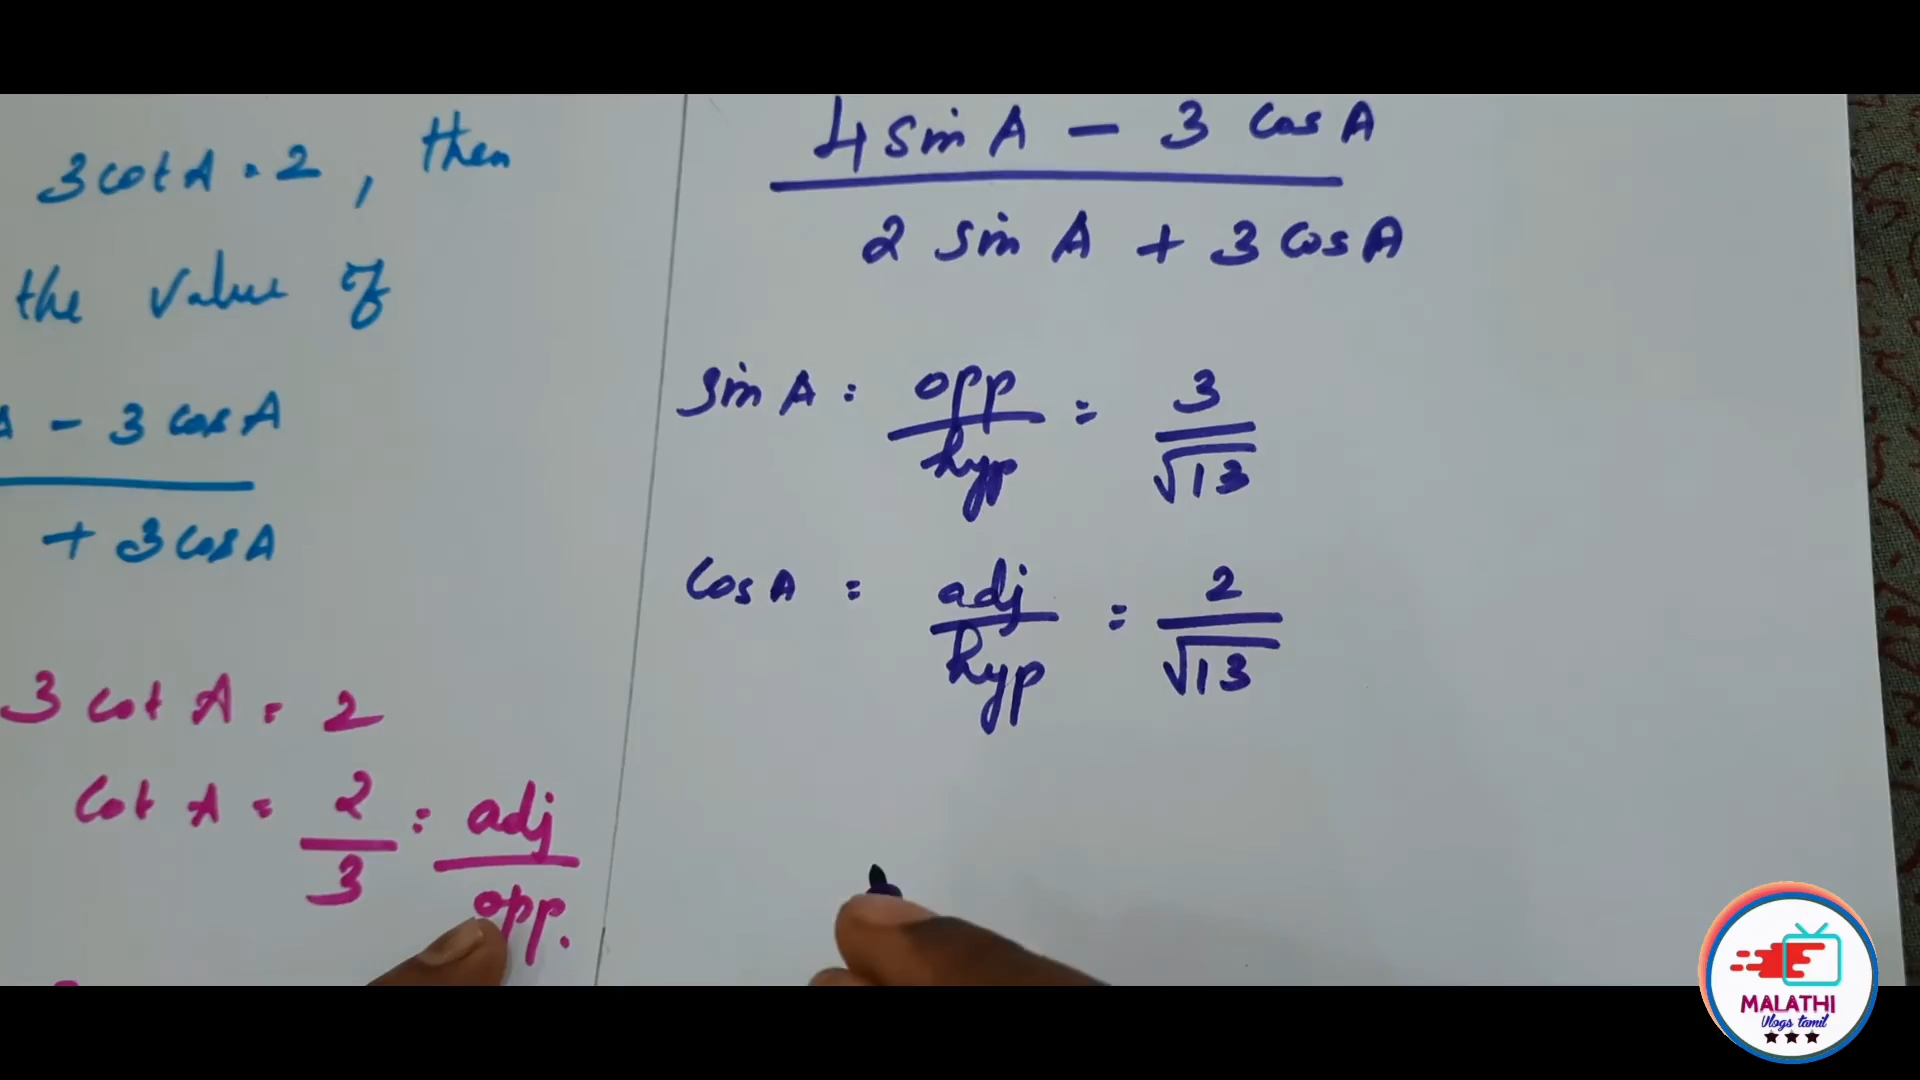 3 cot A = 2, then
the value of
A - 3 cos A
+ 3 cos A
3 cot A = 2
cot A = 2/3 = adj/opp.
4 sin A - 3 cos A
2 sin A + 3 cos A
sin A = opp/hyp = 3/√13
cos A = adj/hyp = 2/√13
MALATHI
Vlogs tamil